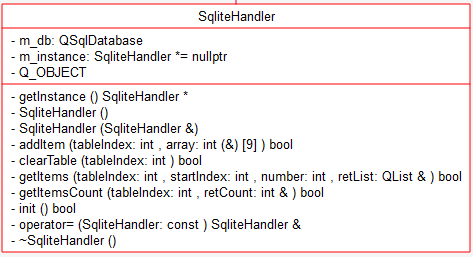 SqliteHandler
- m_db: QSqlDatabase
- m_instance: SqliteHandler *= nullptr
- Q_OBJECT
- getInstance () SqliteHandler *
- SqliteHandler ()
- SqliteHandler (SqliteHandler &)
- addItem (tableIndex: int , array: int (&) [9] ) bool
- clearTable (tableIndex: int ) bool
- getItems (tableIndex: int , startIndex: int , number: int , retList: QList & ) bool
- getItemsCount (tableIndex: int , retCount: int & ) bool
- init () bool
- operator= (SqliteHandler: const ) SqliteHandler &
- ~SqliteHandler ()